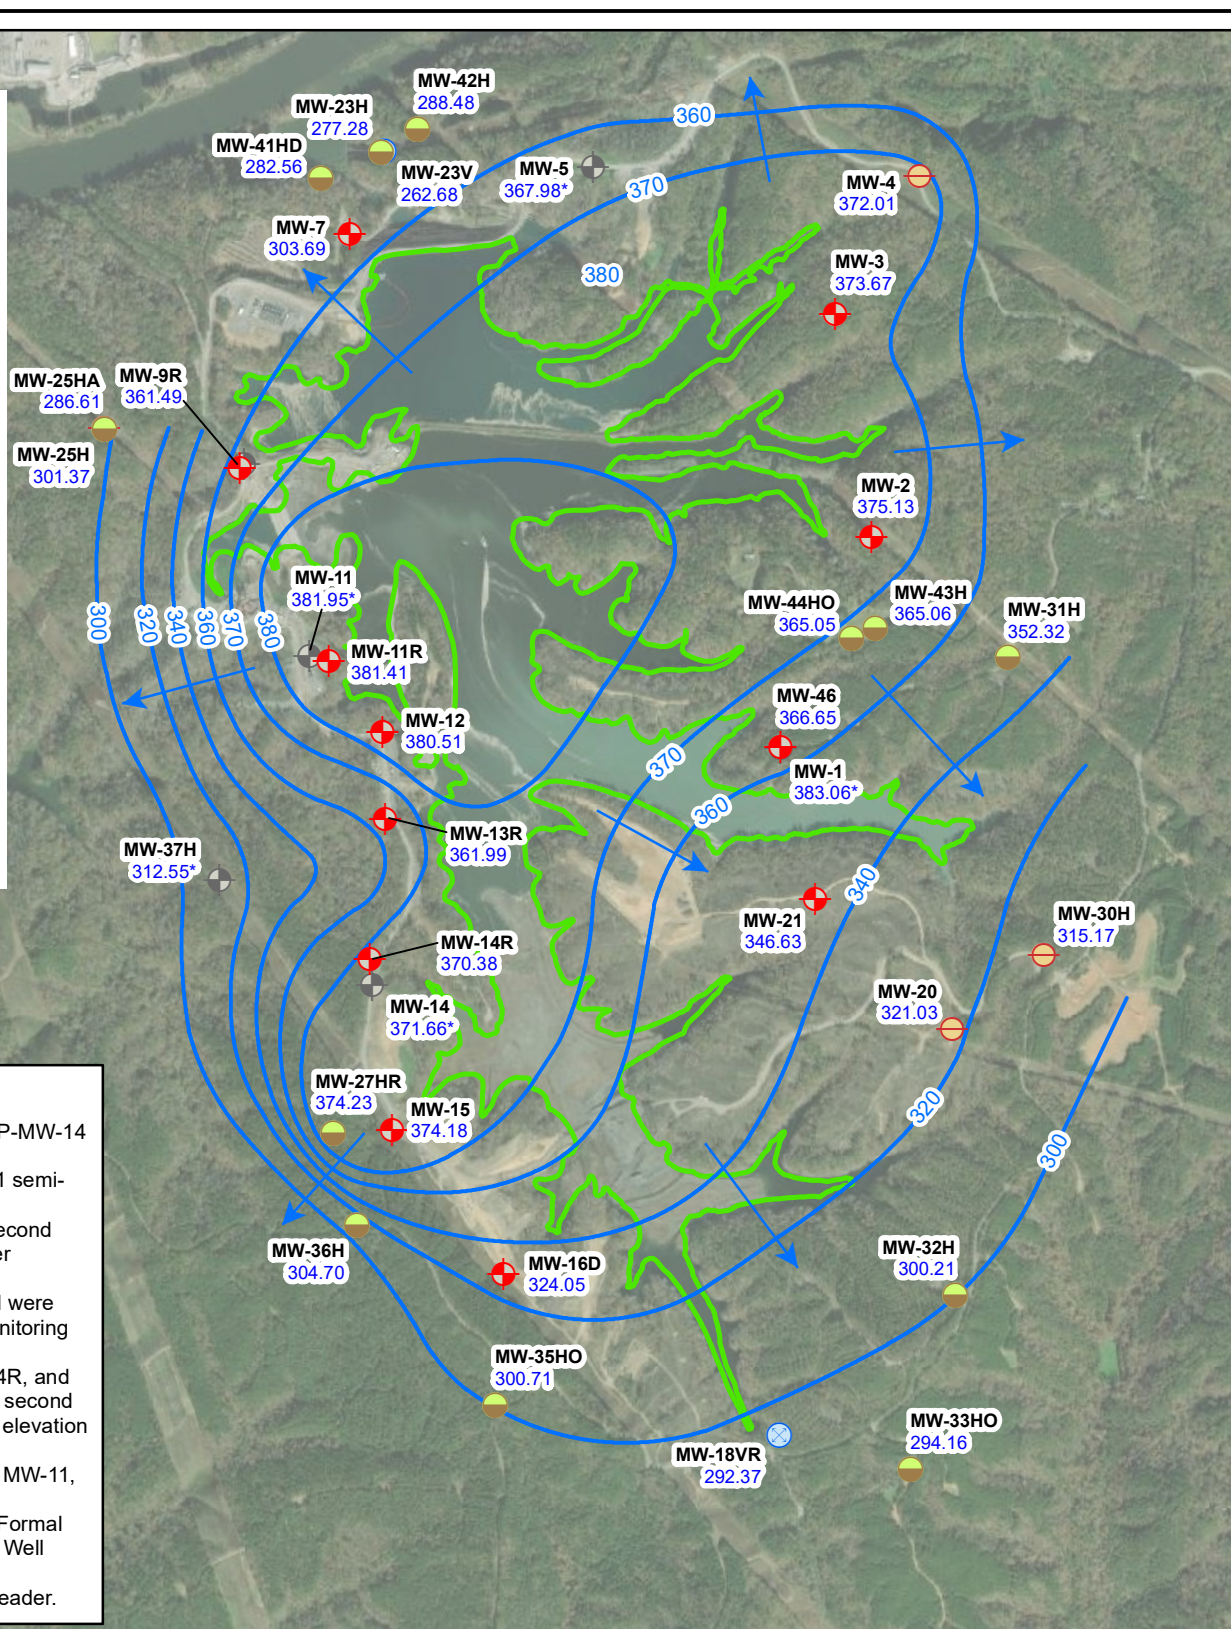 MW-42H
288.48
MW-23H
277.28
MW-41HD
282.56
MW-23V
262.68
MW-5
367.98*
360
370
MW-4
372.01
MW-7
303.69
380
MW-3
373.67
MW-25HA
286.61
MW-9R
361.49
MW-25H
301.37
MW-2
375.13
MW-11
381.95*
MW-44HO
365.05
MW-43H
365.06
MW-31H
352.32
300
320
340
360
370
380
MW-11R
381.41
MW-46
366.65
MW-12
380.51
370
MW-1
383.06*
360
MW-13R
361.99
MW-37H
312.55*
340
MW-21
346.63
MW-30H
315.17
MW-14R
370.38
MW-20
321.03
MW-14
371.66*
MW-27HR
374.23
MW-15
374.18
320
300
P-MW-14
1 semi-
econd
er
d were
nitoring
4R, and
second
elevation
MW-11,
Formal
Well
eader.
MW-36H
304.70
MW-16D
324.05
MW-32H
300.21
MW-35HO
300.71
MW-18VR
292.37
MW-33HO
294.16